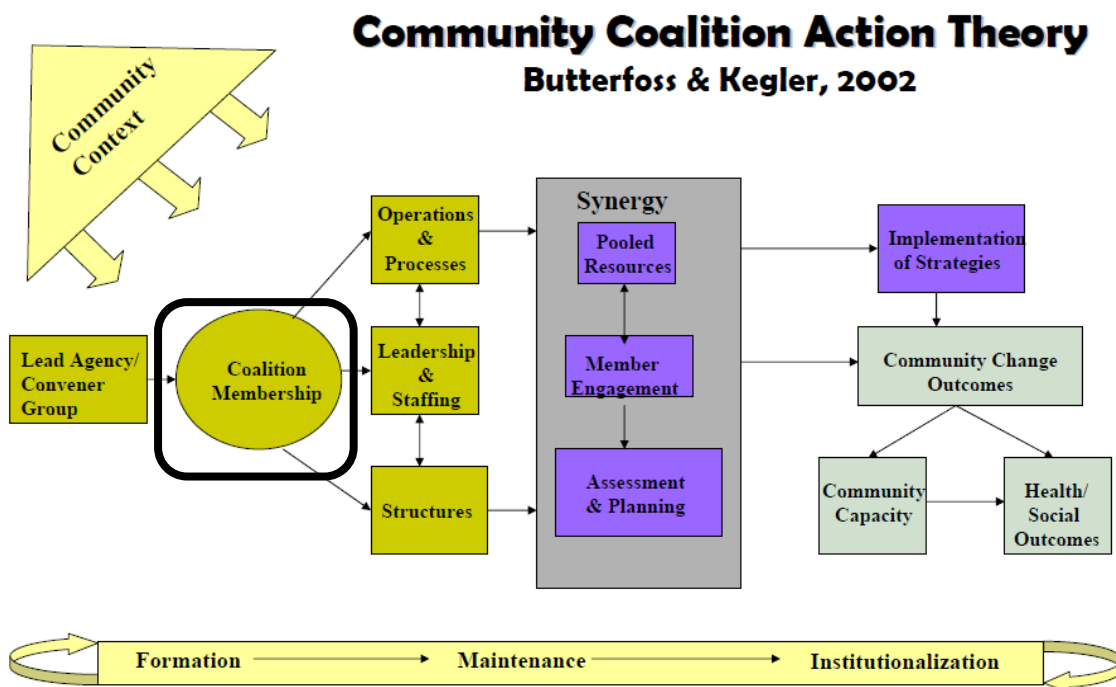 Community Coalition Action Theory
Butterfoss & Kegler, 2002
Community
Context
Operations
&
Processes
Synergy
Pooled
Resources
Implementation
of Strategies
Lead Agency/
Convener
Group
Coalition
Membership
Leadership
&
Staffing
Member
Engagement
Community Change
Outcomes
Structures
Assessment
& Planning
Community
Capacity
Health/
Social
Outcomes
Formation
Maintenance
Institutionalization